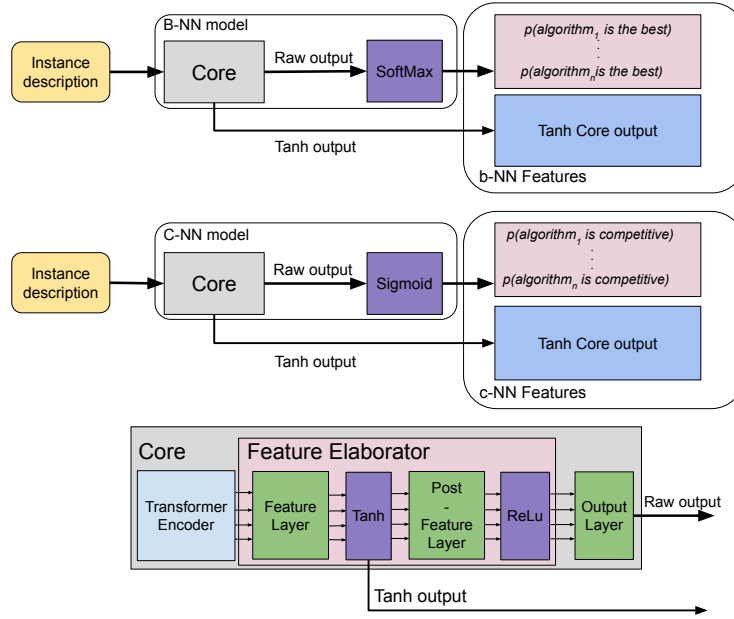 B-NN model
Instance
description
Core
Raw output
SoftMax
p(algorithm1 is the best)
.
.
.
p(algorithmnis the best)
Tanh output
Tanh Core output
b-NN Features
C-NN model
Instance
description
Core
Raw output
Sigmoid
p(algorithm1 is competitive)
.
.
.
p(algorithmn is competitive)
Tanh output
Tanh Core output
c-NN Features
Core
Feature Elaborator
Transformer
Encoder
Feature
Layer
Tanh
Post
-
Feature
Layer
ReLu
Output
Layer
Raw output
Tanh output